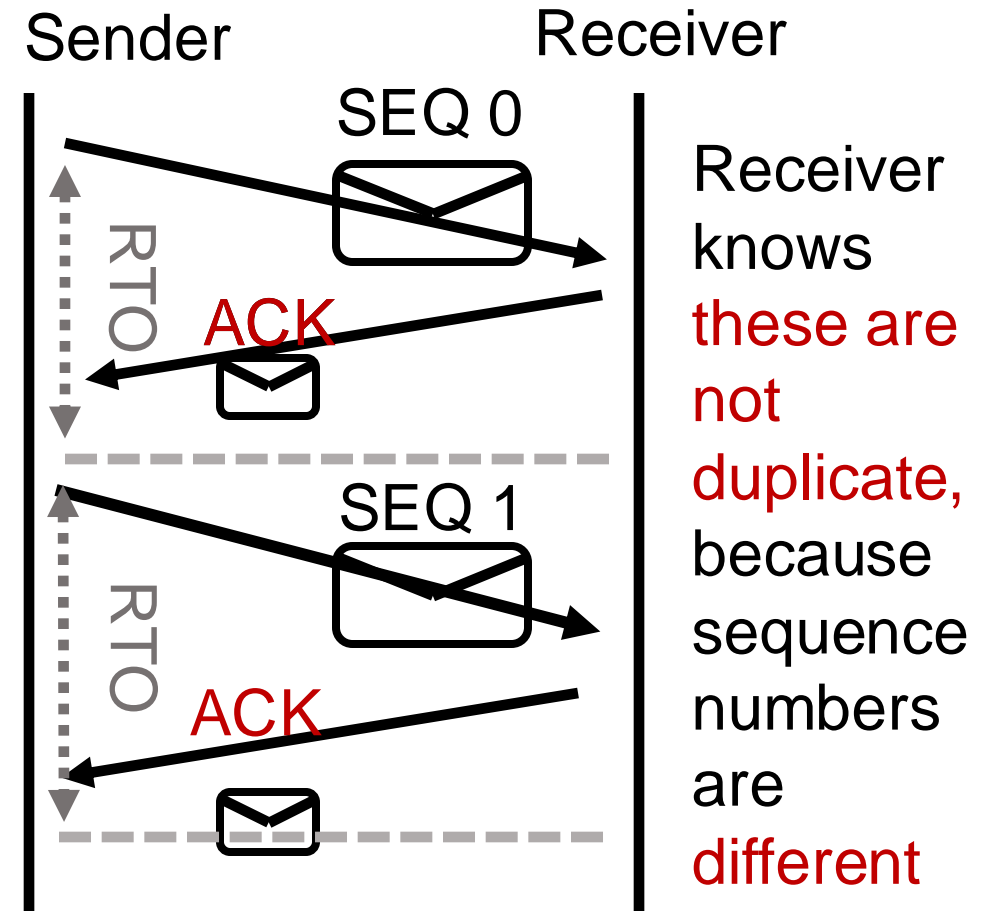 Sender
Receiver
SEQ 0
RTO
ACK
SEQ 1
RTO
ACK
Receiver
knows
these are
not
duplicate,
because
sequence
numbers
are
different